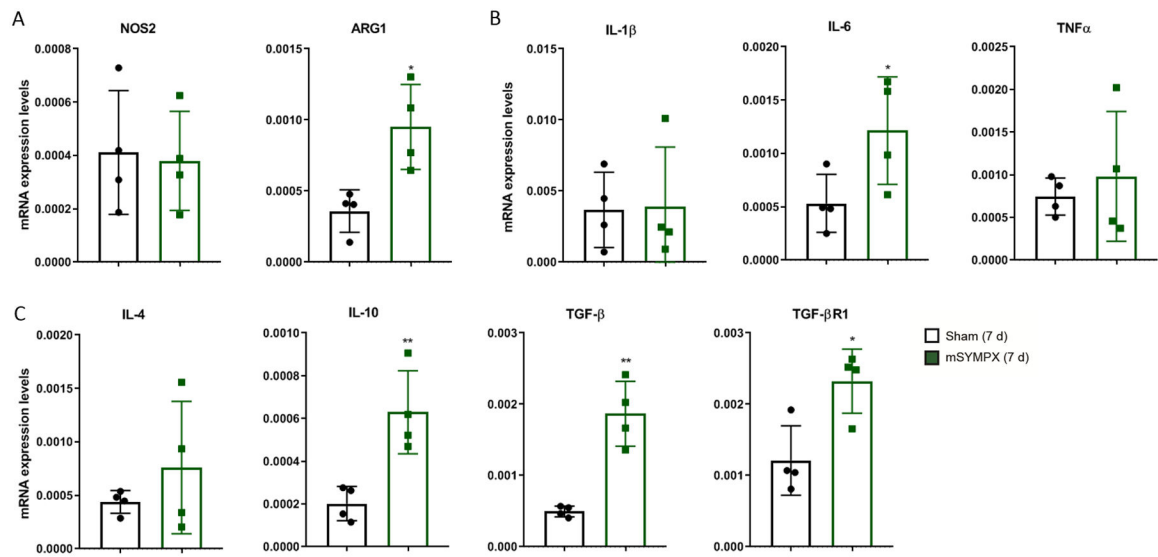 A
B
NOS2
ARG1
IL-1β
IL-6
TNFα
mRNA expression levels
0.0008
0.0006
0.0004
0.0002
0.0000
0.0015
0.0010
0.0005
0.0000
*
mRNA expression levels
0.015
0.010
0.005
0.000
0.0020
0.0015
0.0010
0.0005
0.0000
*
0.0025
0.0020
0.0015
0.0010
0.0005
0.0000
C
IL-4
IL-10
TGF-β
TGF-βR1
mRNA expression levels
0.0020
0.0015
0.0010
0.0005
0.0000
0.0010
0.0008
0.0006
0.0004
0.0002
0.0000
**
0.003
0.002
0.001
0.000
**
0.003
0.002
0.001
0.000
*
Sham (7 d)
mSYMPX (7 d)